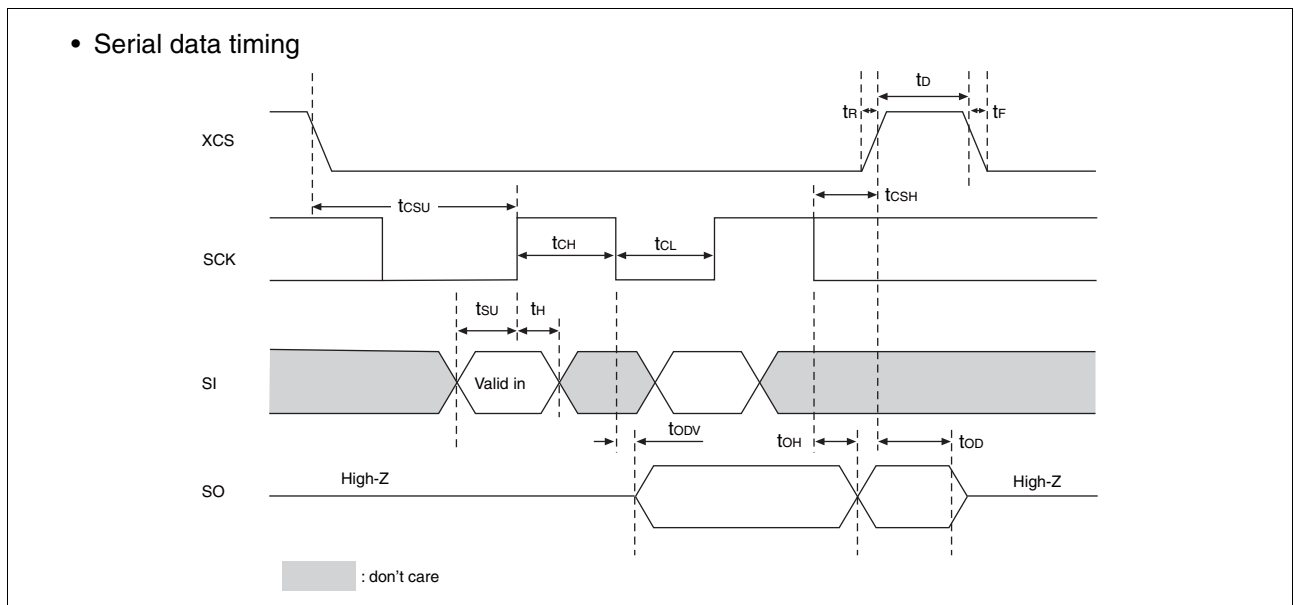 • Serial data timing
tD
tR
tF
XCS
tCSH
tCSU
tCH
tCL
SCK
tSU
tH
SI
Valid in
tODV
tOH
tOD
High-Z
High-Z
SO
: don't care